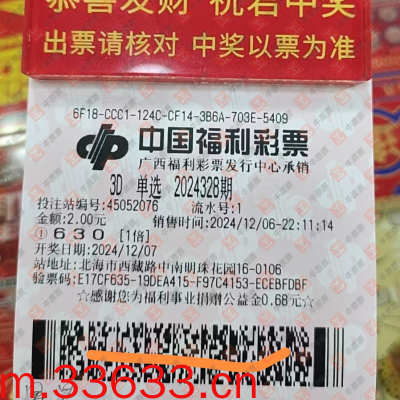 恭喜发财 祝君中奖
出票请核对 中奖以票为准
6F18-CCC1-124C-CF14-3B6A-703E-5409
中国福利彩票
广西福利彩票发行中心承销
3D 单选 2024328期
投注站编号:45052076 流水号:1
金额:2.00元 销售时间:2024/12/06-22:11:14
① 630 [1倍]
开奖日期:2024/12/07
站地址:北海市西藏路中南明珠花园16-0106
验票码:E17CF635-19DEA415-F97C4153-ECEBFDBF
☆感谢您为福利事业捐赠公益金0.68元☆
m.33633.cn